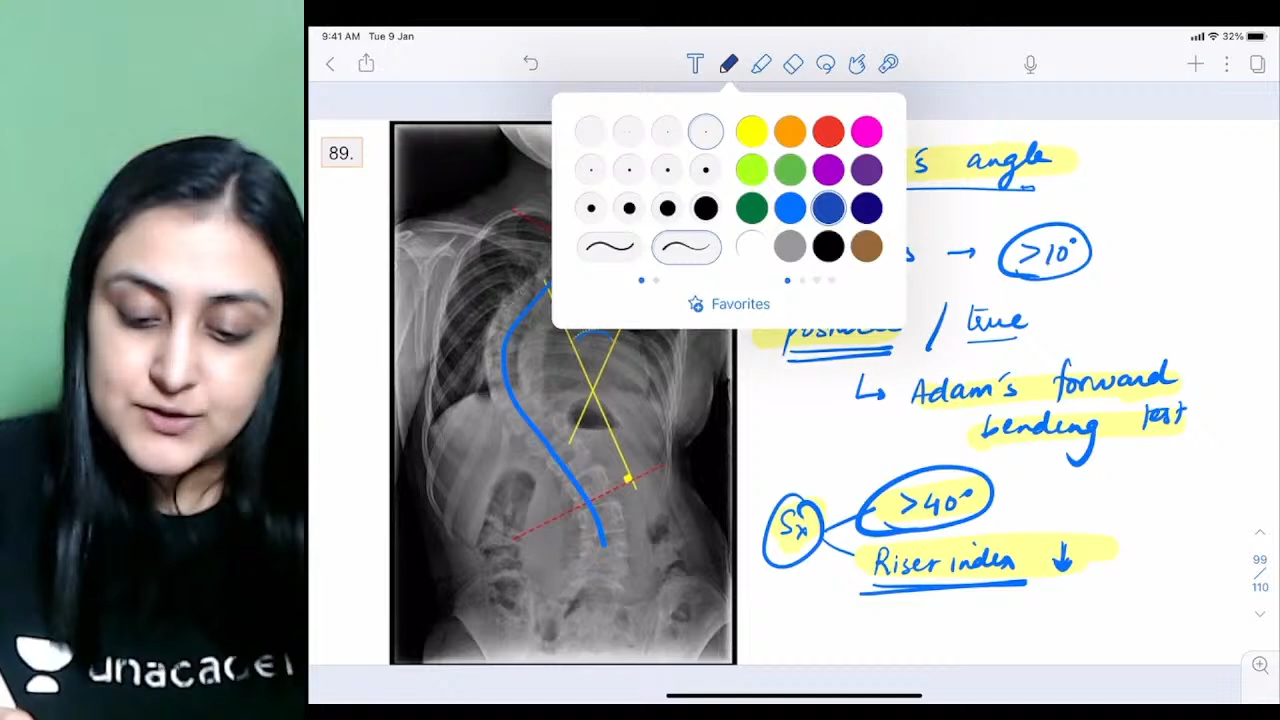 9:41 AM Tue 9 Jan
32%
89.
s angle
s → >10°
/ true
↳ Adam's forward
bending test
Favorites
Sx >40°
Riser index ↓
99
/
110
unacade